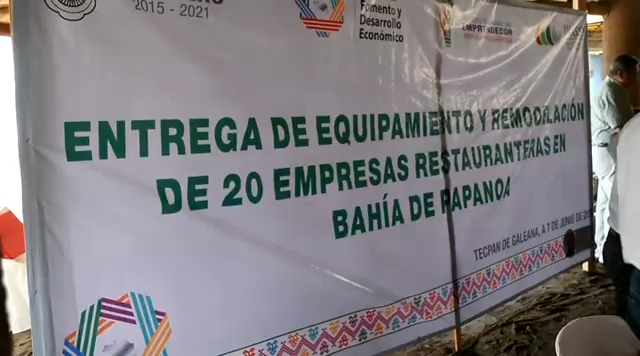 2015 - 2021
Fomento y
Desarrollo
Económico
EMPRENDEDOR
ENTREGA DE EQUIPAMIENTO Y REMODELACIÓN
DE 20 EMPRESAS RESTAURANTERAS EN
BAHÍA DE PAPANOA
TECPAN DE GALEANA, A 7 DE JUNIO DE